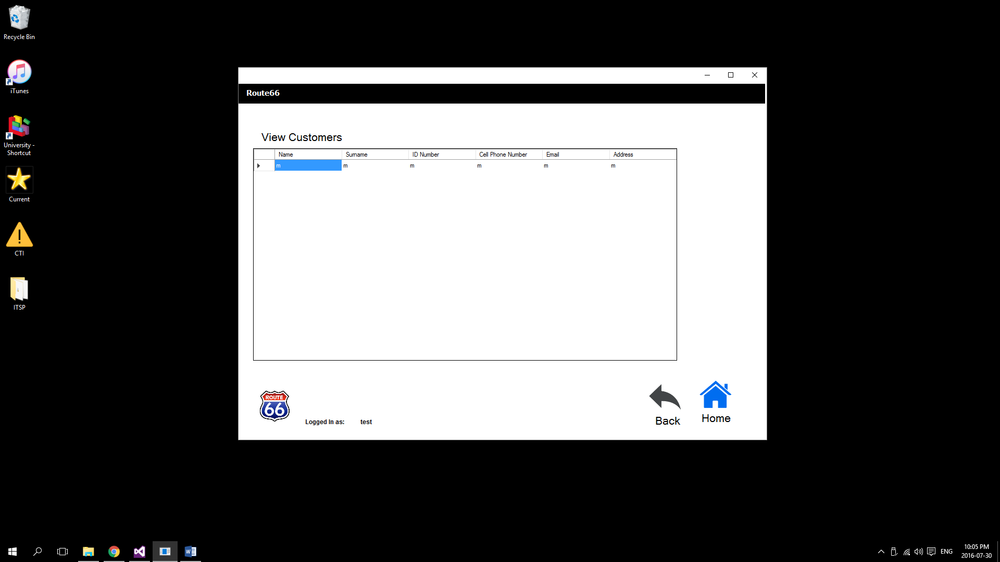 Recycle Bin
iTunes
University -
Shortcut
Current
CTI
ITSP
Route66
View Customers
Name Surname ID Number Cell Phone Number Email Address
m m m m m m
ROUTE
66
Logged In as: test
Back
Home
ENG
10:05 PM
2016-07-30